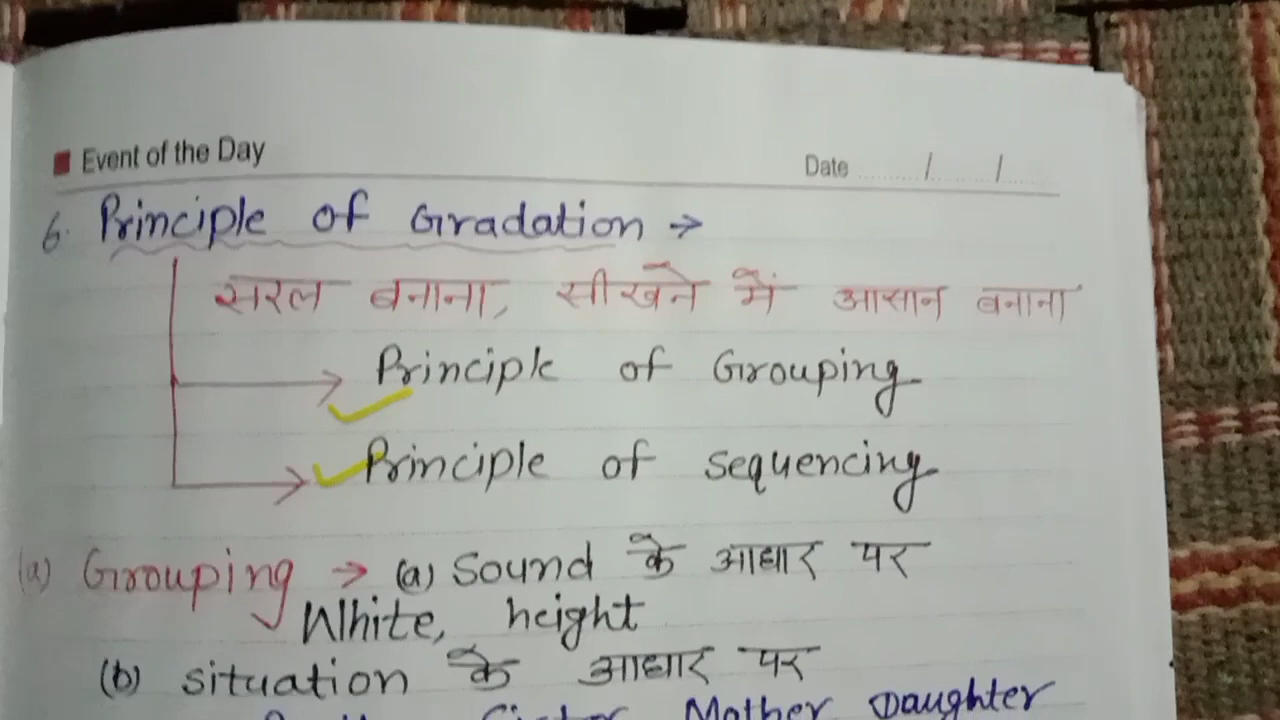 Event of the Day Date ......../........./........
6. Principle of Gradation →
सरल बनाना, सीखने में आसान बनाना
→ Principle of Grouping
→ Principle of sequencing
(a) Grouping → (a) Sound के आधार पर
White, height
(b) situation के आधार पर
Sister Mother Daughter